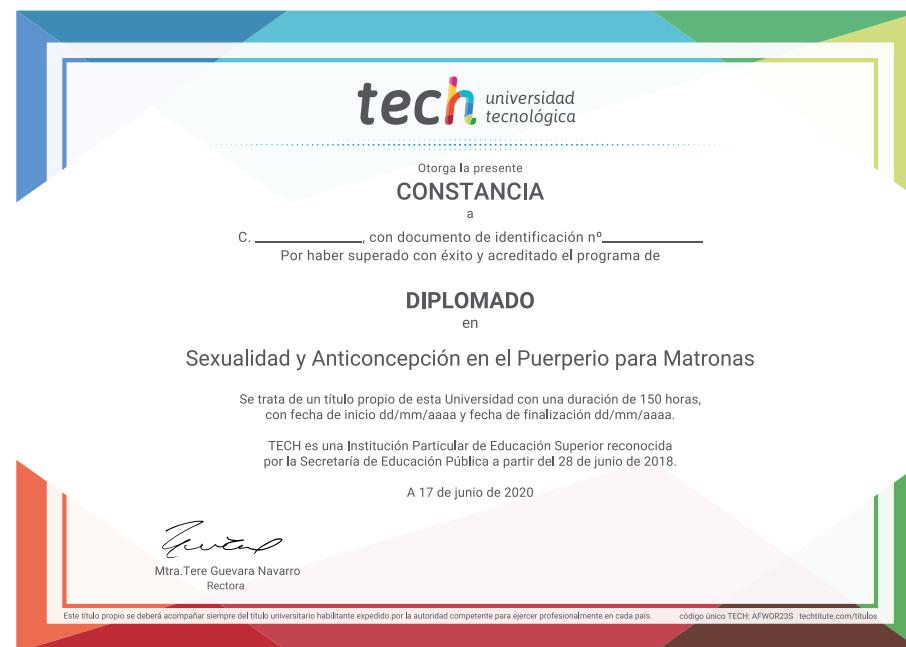 tech universidad
tecnológica
Otorga la presente
CONSTANCIA
a
C. ____________, con documento de identificación nº____________
Por haber superado con éxito y acreditado el programa de
DIPLOMADO
en
Sexualidad y Anticoncepción en el Puerperio para Matronas
Se trata de un título propio de esta Universidad con una duración de 150 horas,
con fecha de inicio dd/mm/aaaa y fecha de finalización dd/mm/aaaa.
TECH es una Institución Particular de Educación Superior reconocida
por la Secretaría de Educación Pública a partir del 28 de junio de 2018.
A 17 de junio de 2020
Mtra.Tere Guevara Navarro
Rectora
Este título propio se deberá acompañar siempre del título universitario habilitante expedido por la autoridad competente para ejercer profesionalmente en cada país. código único TECH: AFWOR23S techtitute.com/titulos